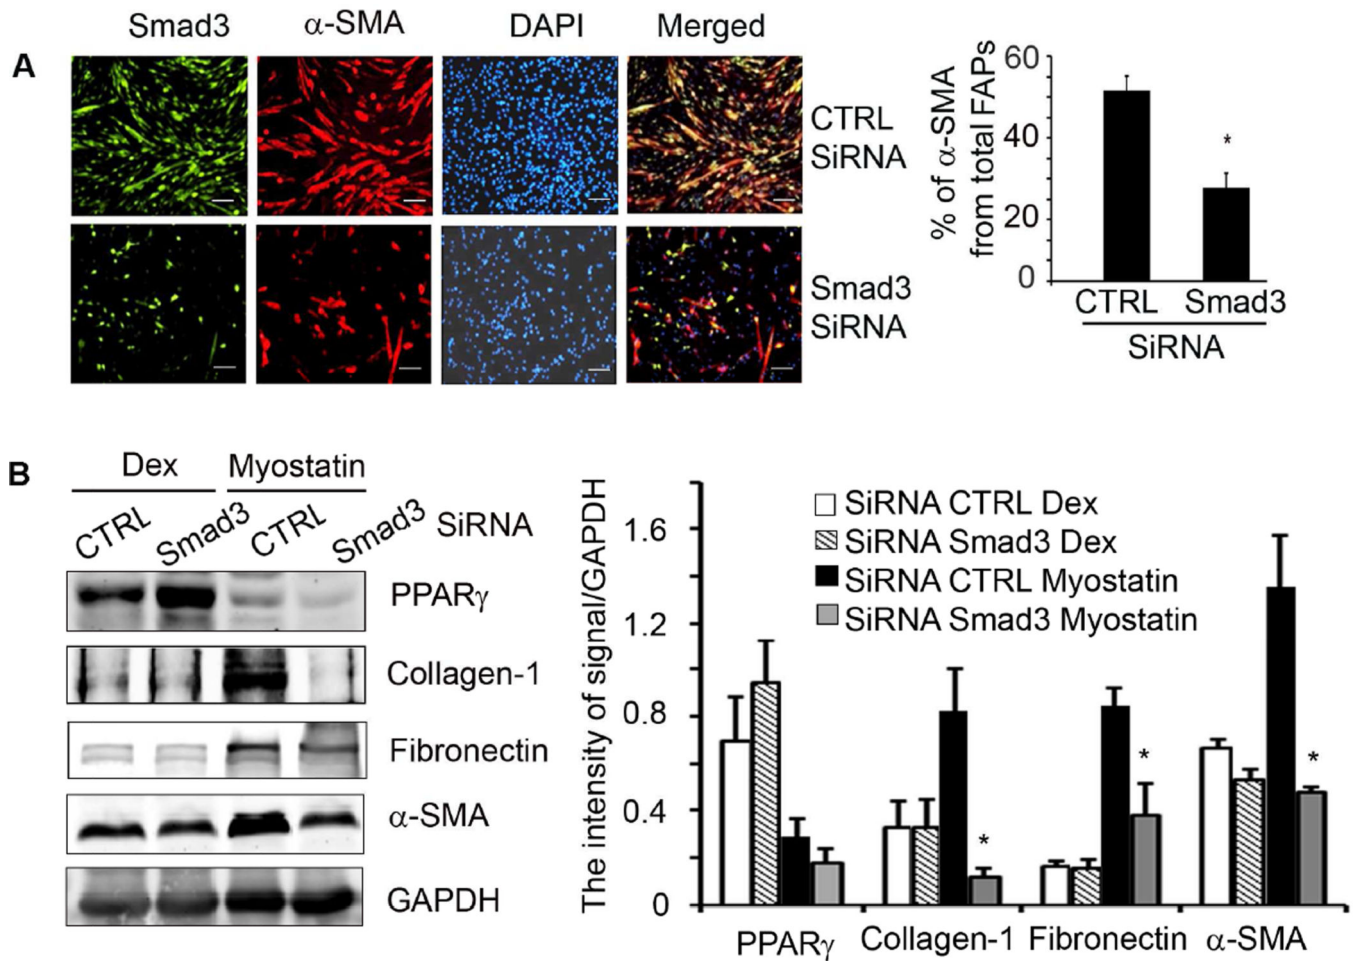 Smad3 α-SMA DAPI Merged
A
CTRL
SiRNA
Smad3
SiRNA
% of α-SMA
from total FAPs
60
40
20
0
*
CTRL Smad3
SiRNA
B
Dex Myostatin
CTRL Smad3 CTRL Smad3 SiRNA
PPARγ
Collagen-1
Fibronectin
α-SMA
GAPDH
The intensity of signal/GAPDH
1.6
1.2
0.8
0.4
0
SiRNA CTRL Dex
SiRNA Smad3 Dex
SiRNA CTRL Myostatin
SiRNA Smad3 Myostatin
*
*
*
PPARγ Collagen-1 Fibronectin α-SMA